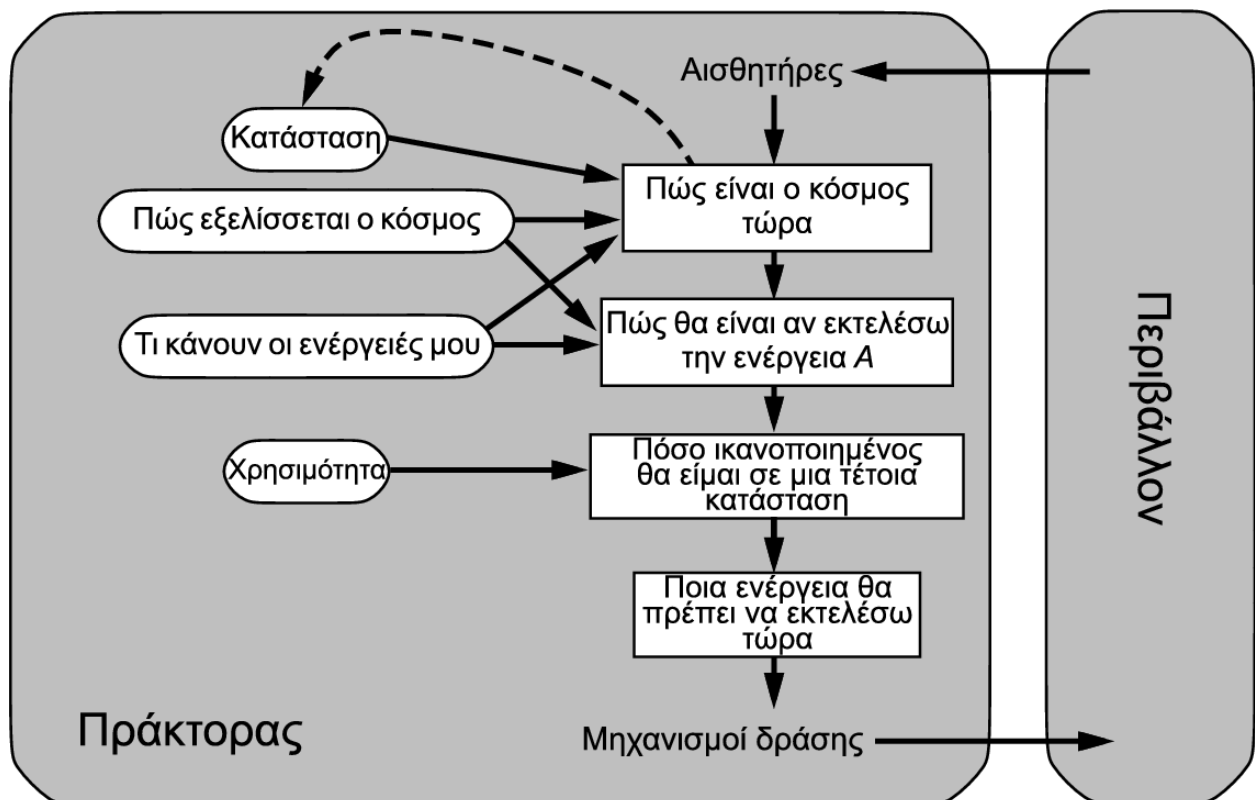 Αισθητήρες
Κατάσταση
Πώς είναι ο κόσμος
τώρα
Πώς εξελίσσεται ο κόσμος
Πώς θα είναι αν εκτελέσω
την ενέργεια Α
Τι κάνουν οι ενέργειές μου
Πόσο ικανοποιημένος
θα είμαι σε μια τέτοια
κατάσταση
Χρησιμότητα
Ποια ενέργεια θα
πρέπει να εκτελέσω
τώρα
Πράκτορας
Μηχανισμοί δράσης
Περιβάλλον